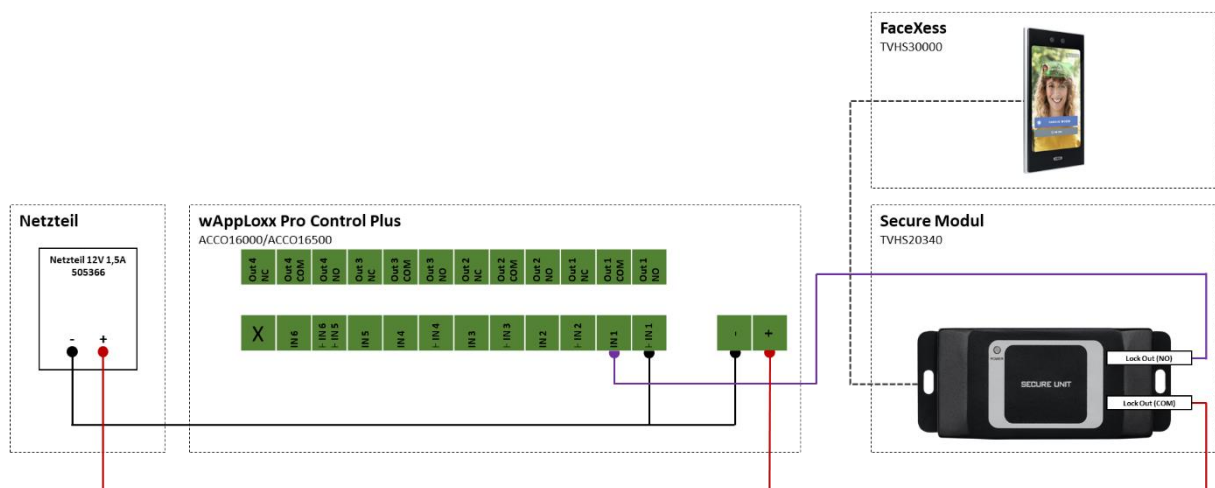 FaceXess
TVHS30000
Netzteil
Netzteil 12V 1,5A
505366
-
+
wAppLoxx Pro Control Plus
ACCO16000/ACCO16500
Out 4 NC
Out 4 COM
Out 4 NO
Out 3 NC
Out 3 COM
Out 3 NO
Out 2 NC
Out 2 COM
Out 2 NO
Out 1 NC
Out 1 COM
Out 1 NO
X
IN 6
⊢ IN 6
⊢ IN 5
IN 5
IN 4
⊢ IN 4
IN 3
⊢ IN 3
IN 2
⊢ IN 2
IN 1
⊢ IN 1
-
+
Secure Modul
TVHS20340
POWER
SECURE UNIT
Lock Out (NO)
Lock Out (COM)